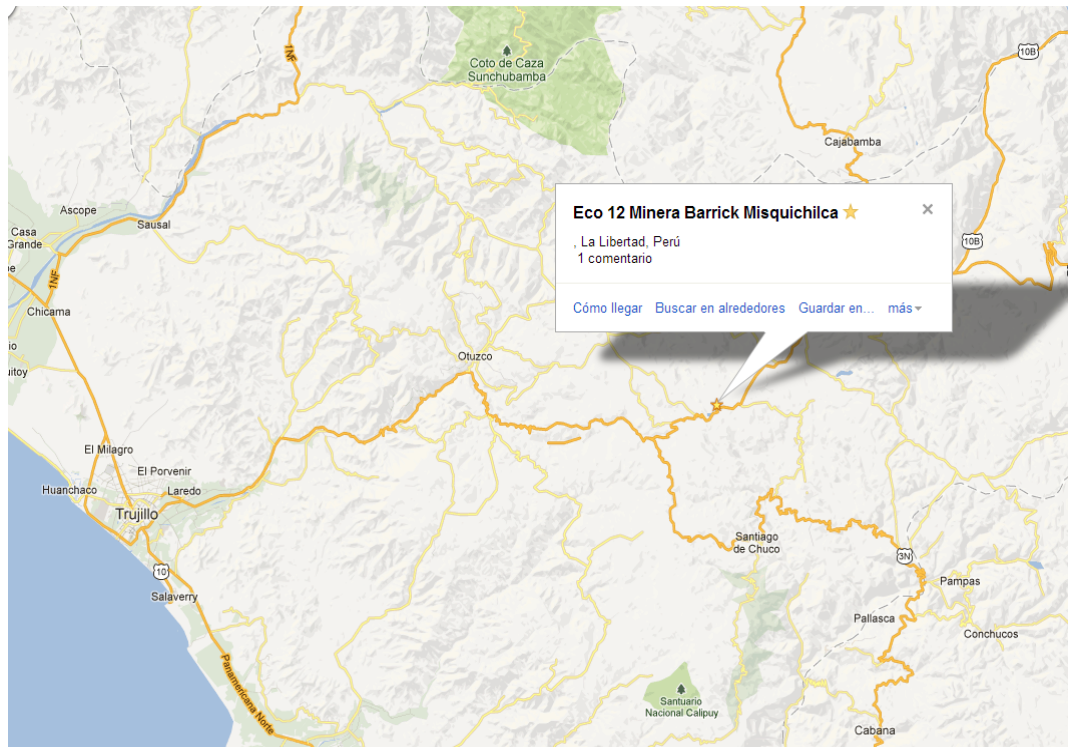 1NF
Coto de Caza
Sunchubamba
10B
Cajabamba
Ascope
Casa
Grande
Sausal
Eco 12 Minera Barrick Misquichilca
, La Libertad, Perú
1 comentario
Cómo llegar Buscar en alrededores Guardar en... más
10B
1NF
Chicama
Otuzco
El Milagro
El Porvenir
Huanchaco
Laredo
Trujillo
Santiago
de Chuco
3N
10
Salaverry
Pampas
Pallasca
Conchucos
Panamericana Norte
Santuario
Nacional Calipuy
Cabana